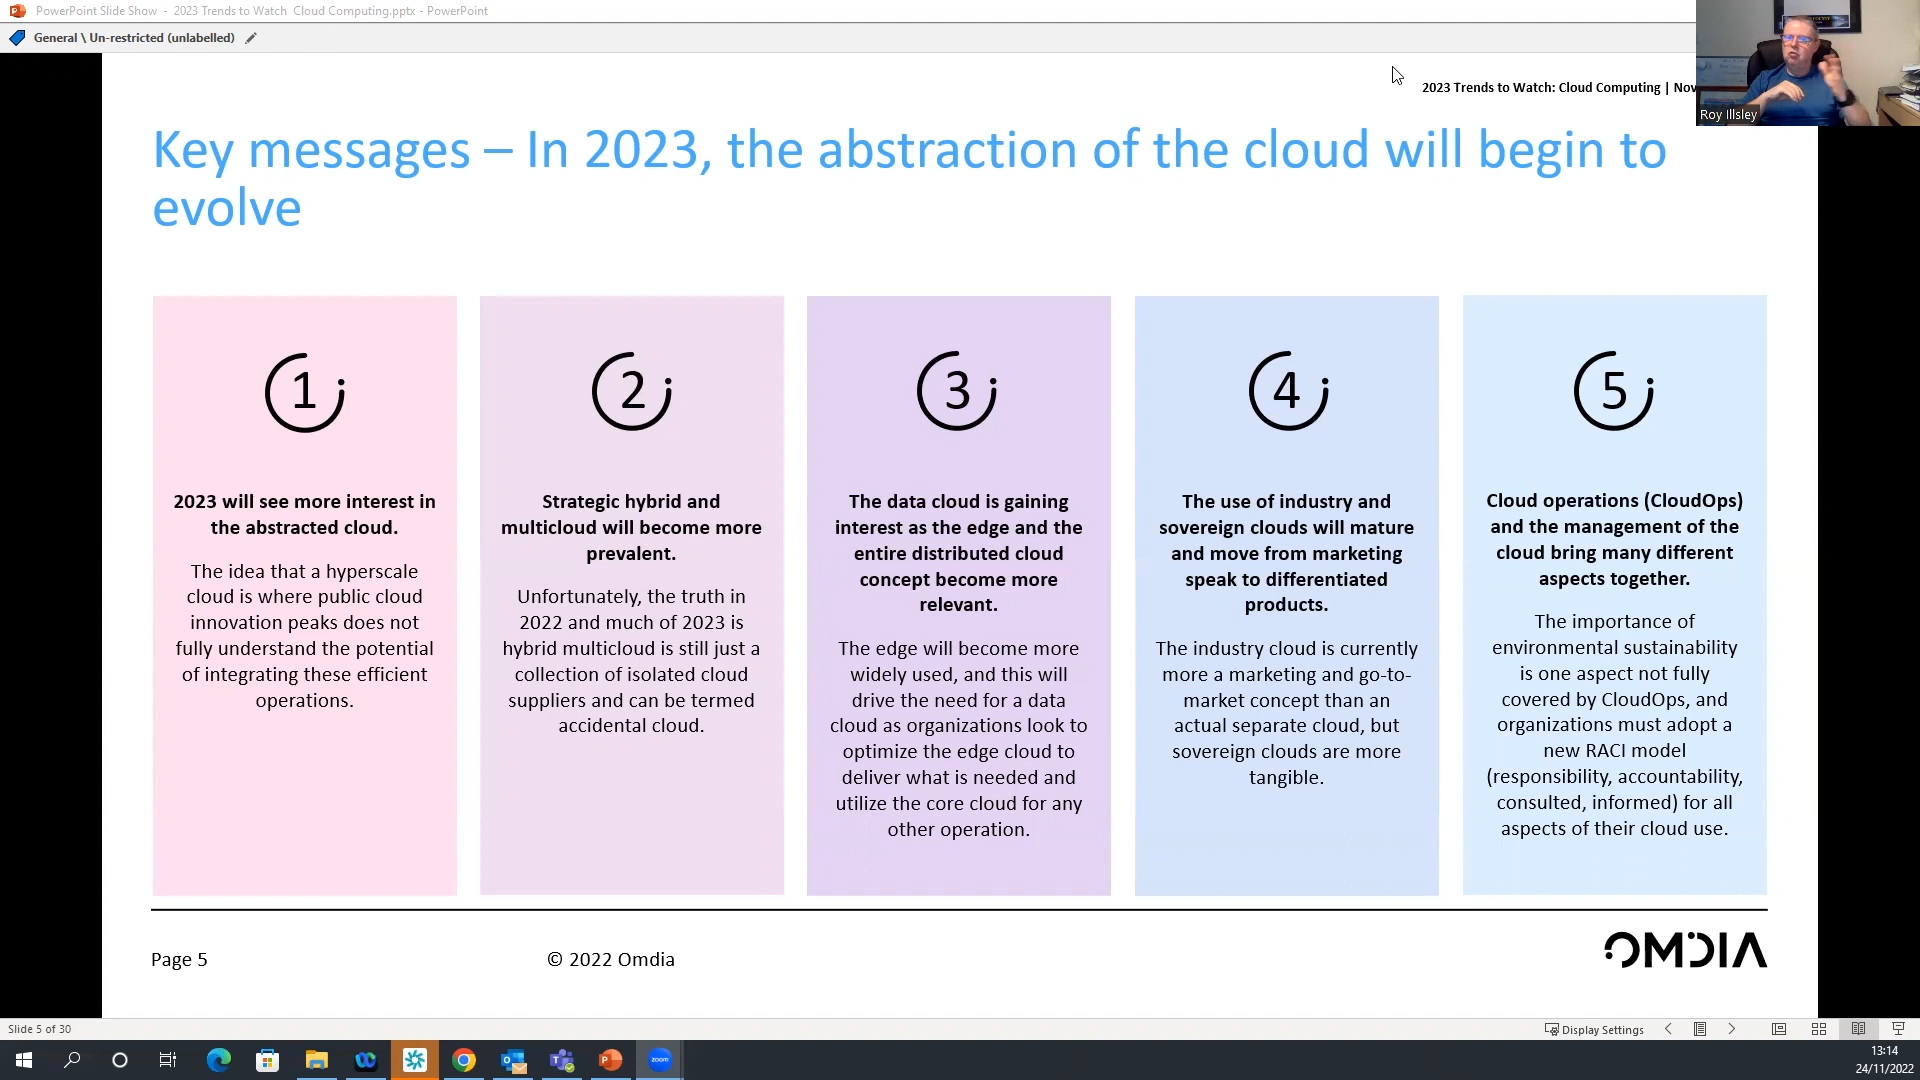 PowerPoint Slide Show - 2023 Trends to Watch Cloud Computing.pptx - PowerPoint
General \ Un-restricted (unlabelled)
2023 Trends to Watch: Cloud Computing | Nov
Roy Illsley
Key messages – In 2023, the abstraction of the cloud will begin to
evolve
1
2023 will see more interest in
the abstracted cloud.
The idea that a hyperscale
cloud is where public cloud
innovation peaks does not
fully understand the potential
of integrating these efficient
operations.
2
Strategic hybrid and
multicloud will become more
prevalent.
Unfortunately, the truth in
2022 and much of 2023 is
hybrid multicloud is still just a
collection of isolated cloud
suppliers and can be termed
accidental cloud.
3
The data cloud is gaining
interest as the edge and the
entire distributed cloud
concept become more
relevant.
The edge will become more
widely used, and this will
drive the need for a data
cloud as organizations look to
optimize the edge cloud to
deliver what is needed and
utilize the core cloud for any
other operation.
4
The use of industry and
sovereign clouds will mature
and move from marketing
speak to differentiated
products.
The industry cloud is currently
more a marketing and go-to-
market concept than an
actual separate cloud, but
sovereign clouds are more
tangible.
5
Cloud operations (CloudOps)
and the management of the
cloud bring many different
aspects together.
The importance of
environmental sustainability
is one aspect not fully
covered by CloudOps, and
organizations must adopt a
new RACI model
(responsibility, accountability,
consulted, informed) for all
aspects of their cloud use.
Page 5
© 2022 Omdia
OMDIA
Slide 5 of 30
Display Settings
zoom
13:14
24/11/2022